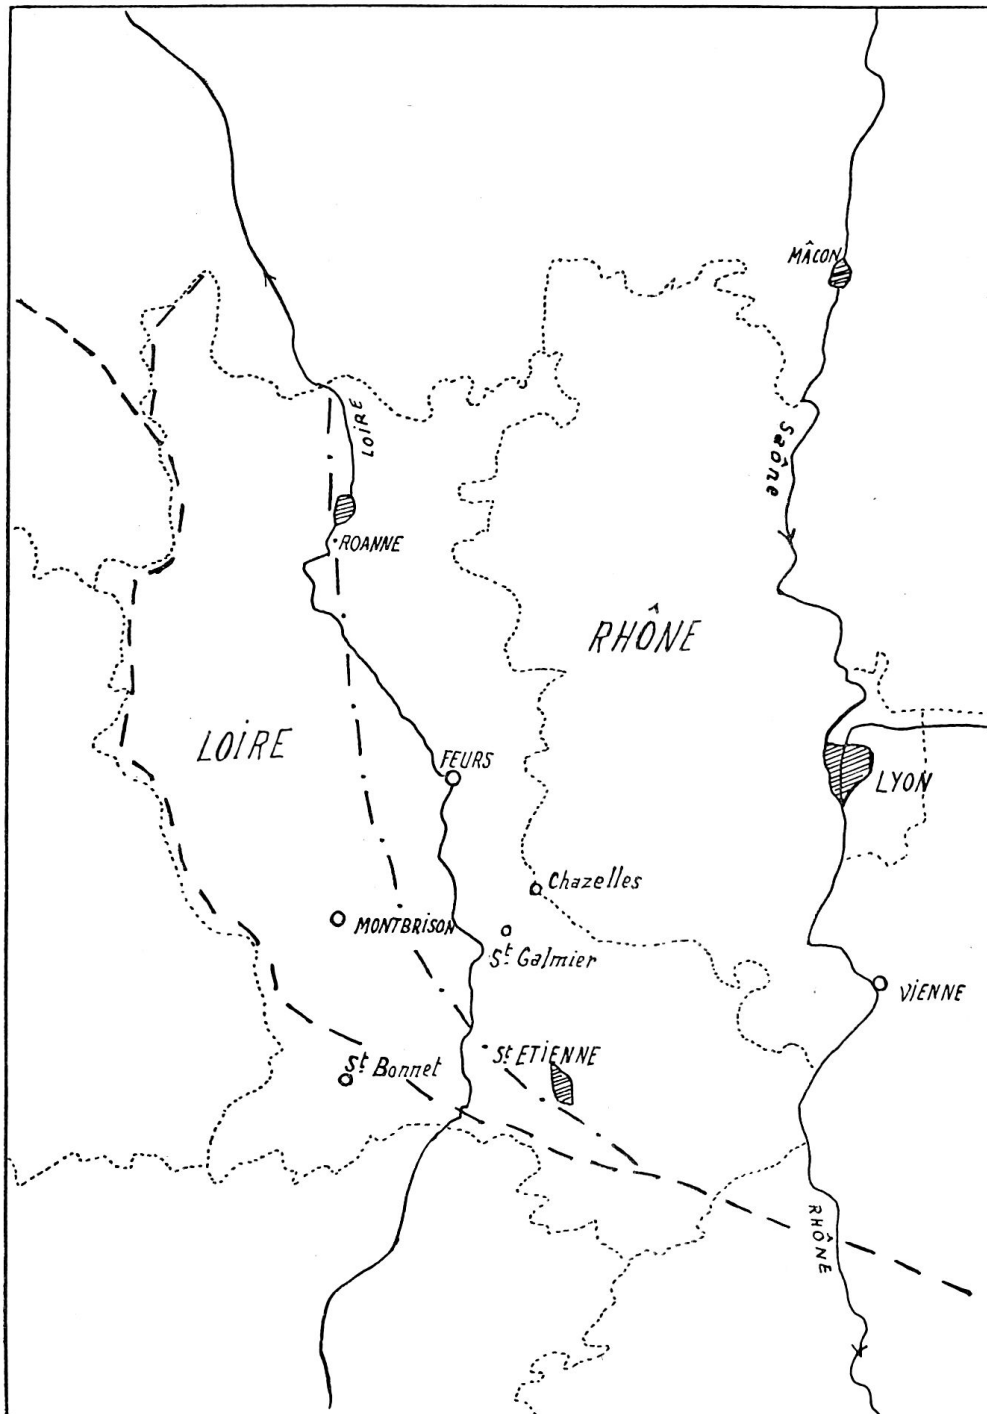 MÂCON
LOIRE
Saône
ROANNE
RHÔNE
LOIRE
FEURS
LYON
Chazelles
MONTBRISON
St Galmier
VIENNE
St ETIENNE
St Bonnet
RHÔNE